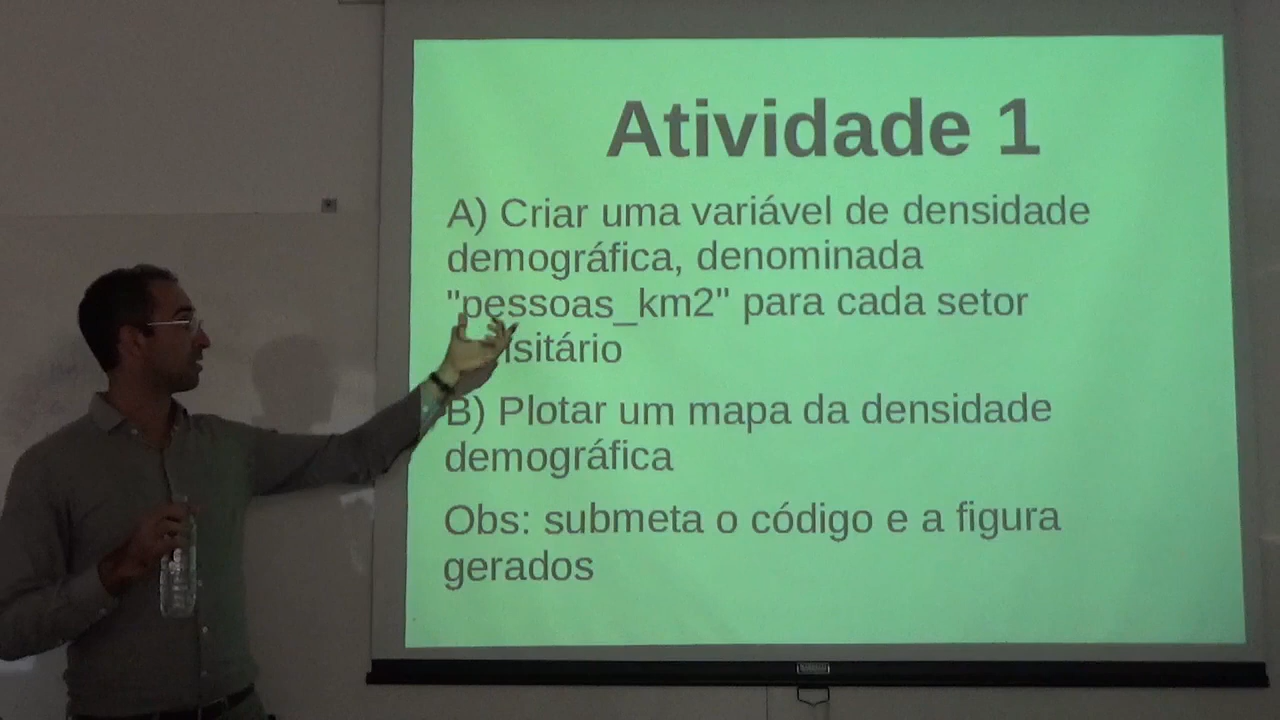 Atividade 1
A) Criar uma variável de densidade
demográfica, denominada
"pessoas_km2" para cada setor
B) Plotar um mapa da densidade
demográfica
Obs: submeta o código e a figura
gerados